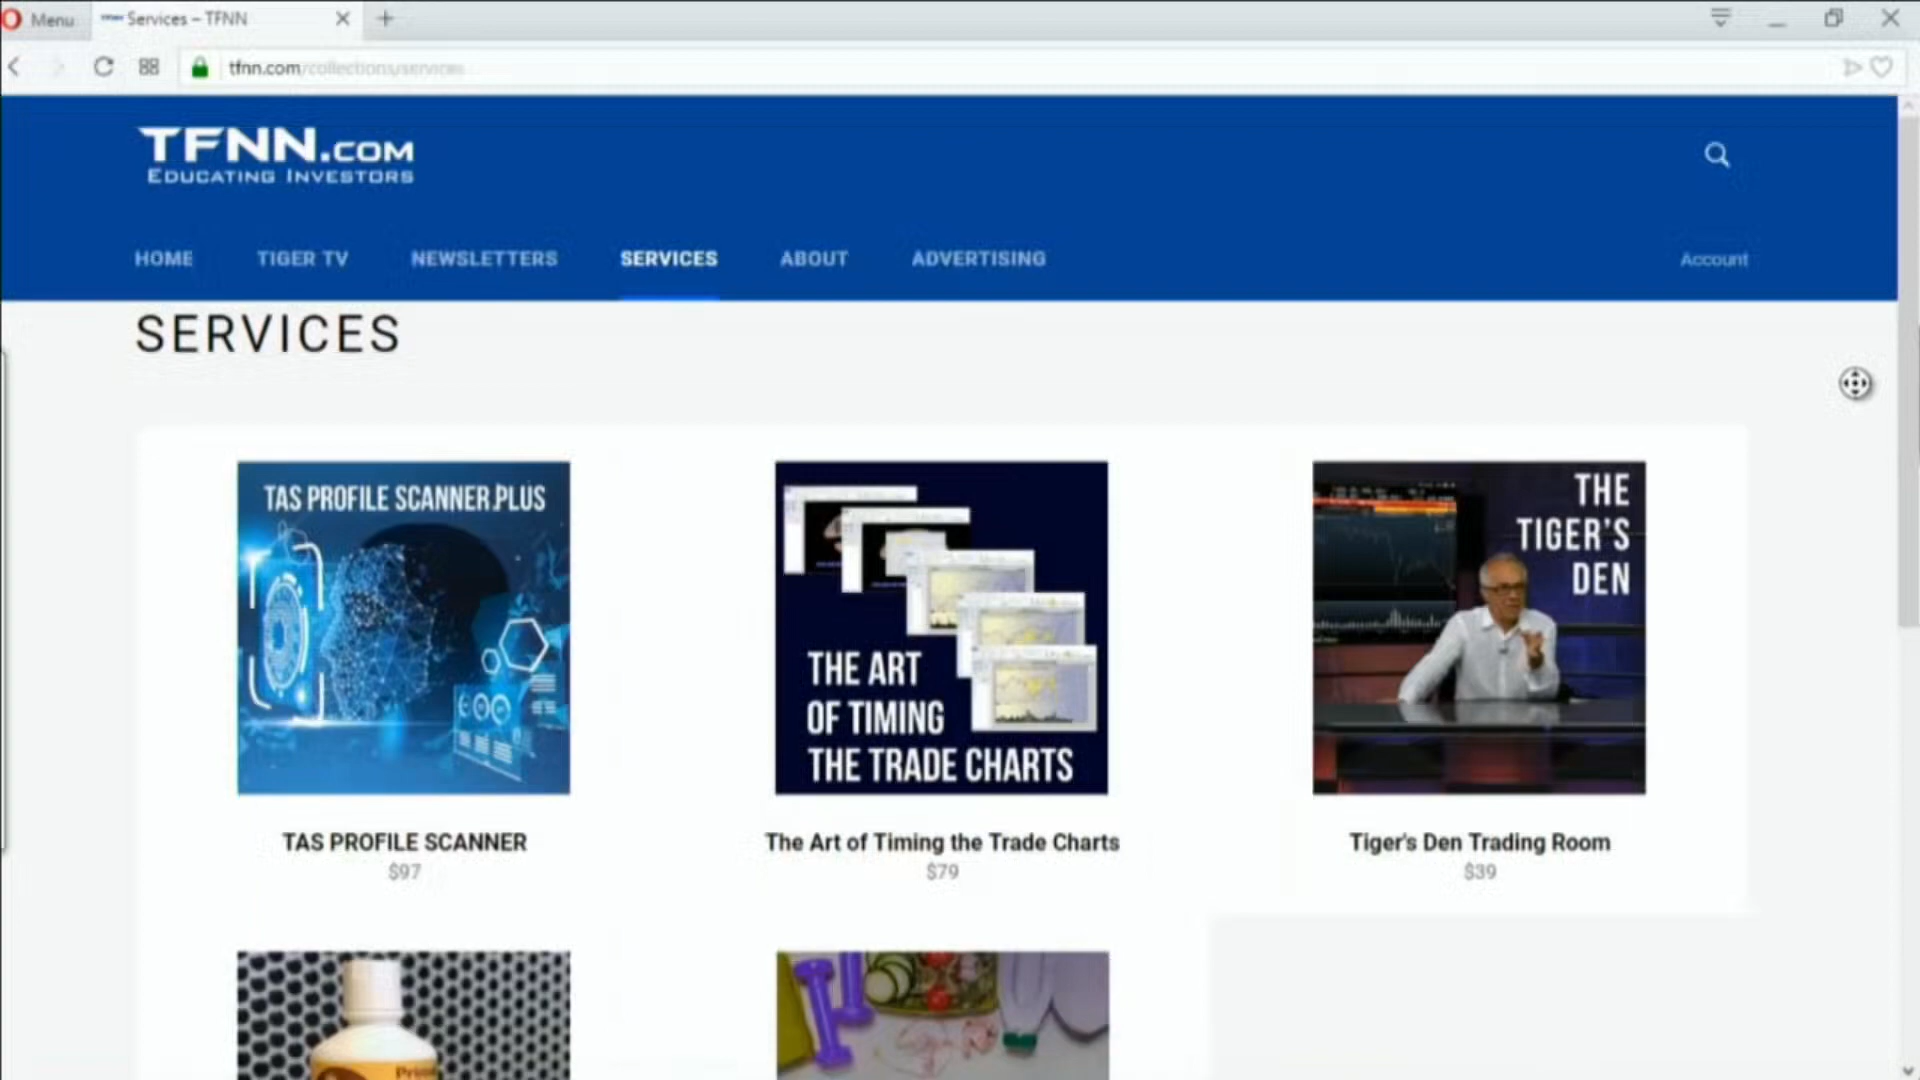 Menu
Services – TFNN
tfnn.com/collections/services
TFNN.COM
EDUCATING INVESTORS
HOME
TIGER TV
NEWSLETTERS
SERVICES
ABOUT
ADVERTISING
Account
SERVICES
TAS PROFILE SCANNER PLUS
THE ART
OF TIMING
THE TRADE CHARTS
THE
TIGER'S
DEN
TAS PROFILE SCANNER
$97
The Art of Timing the Trade Charts
$79
Tiger's Den Trading Room
$39